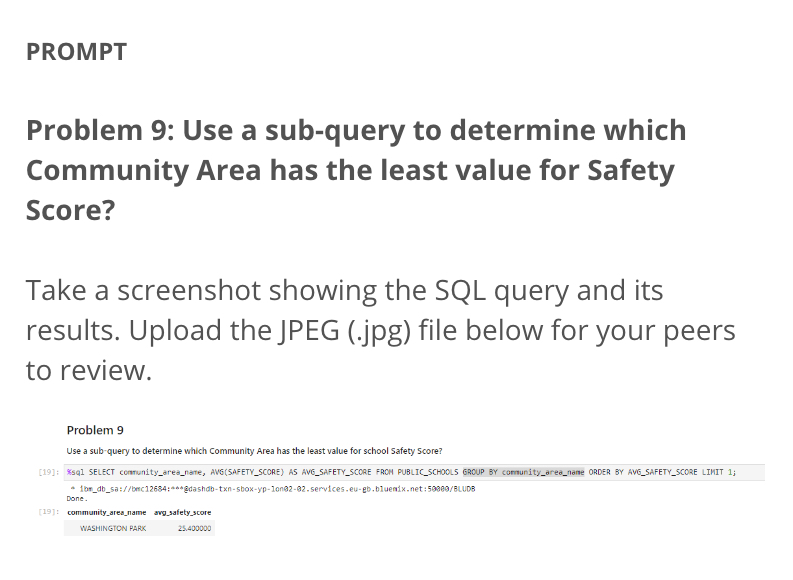 PROMPT
Problem 9: Use a sub-query to determine which
Community Area has the least value for Safety
Score?
Take a screenshot showing the SQL query and its
results. Upload the JPEG (.jpg) file below for your peers
to review.
Problem 9
Use a sub-query to determine which Community Area has the least value for school Safety Score?
[19]: %sql SELECT community_area_name, AVG(SAFETY_SCORE) AS AVG_SAFETY_SCORE FROM PUBLIC_SCHOOLS GROUP BY community_area_name ORDER BY AVG_SAFETY_SCORE LIMIT 1;
* ibm_db_sa://bmc12684:***@dashdb-txn-sbox-yp-lon02-02.services.eu-gb.bluemix.net:50000/BLUDB
Done.
[19]: community_area_name avg_safety_score
WASHINGTON PARK 25.400000